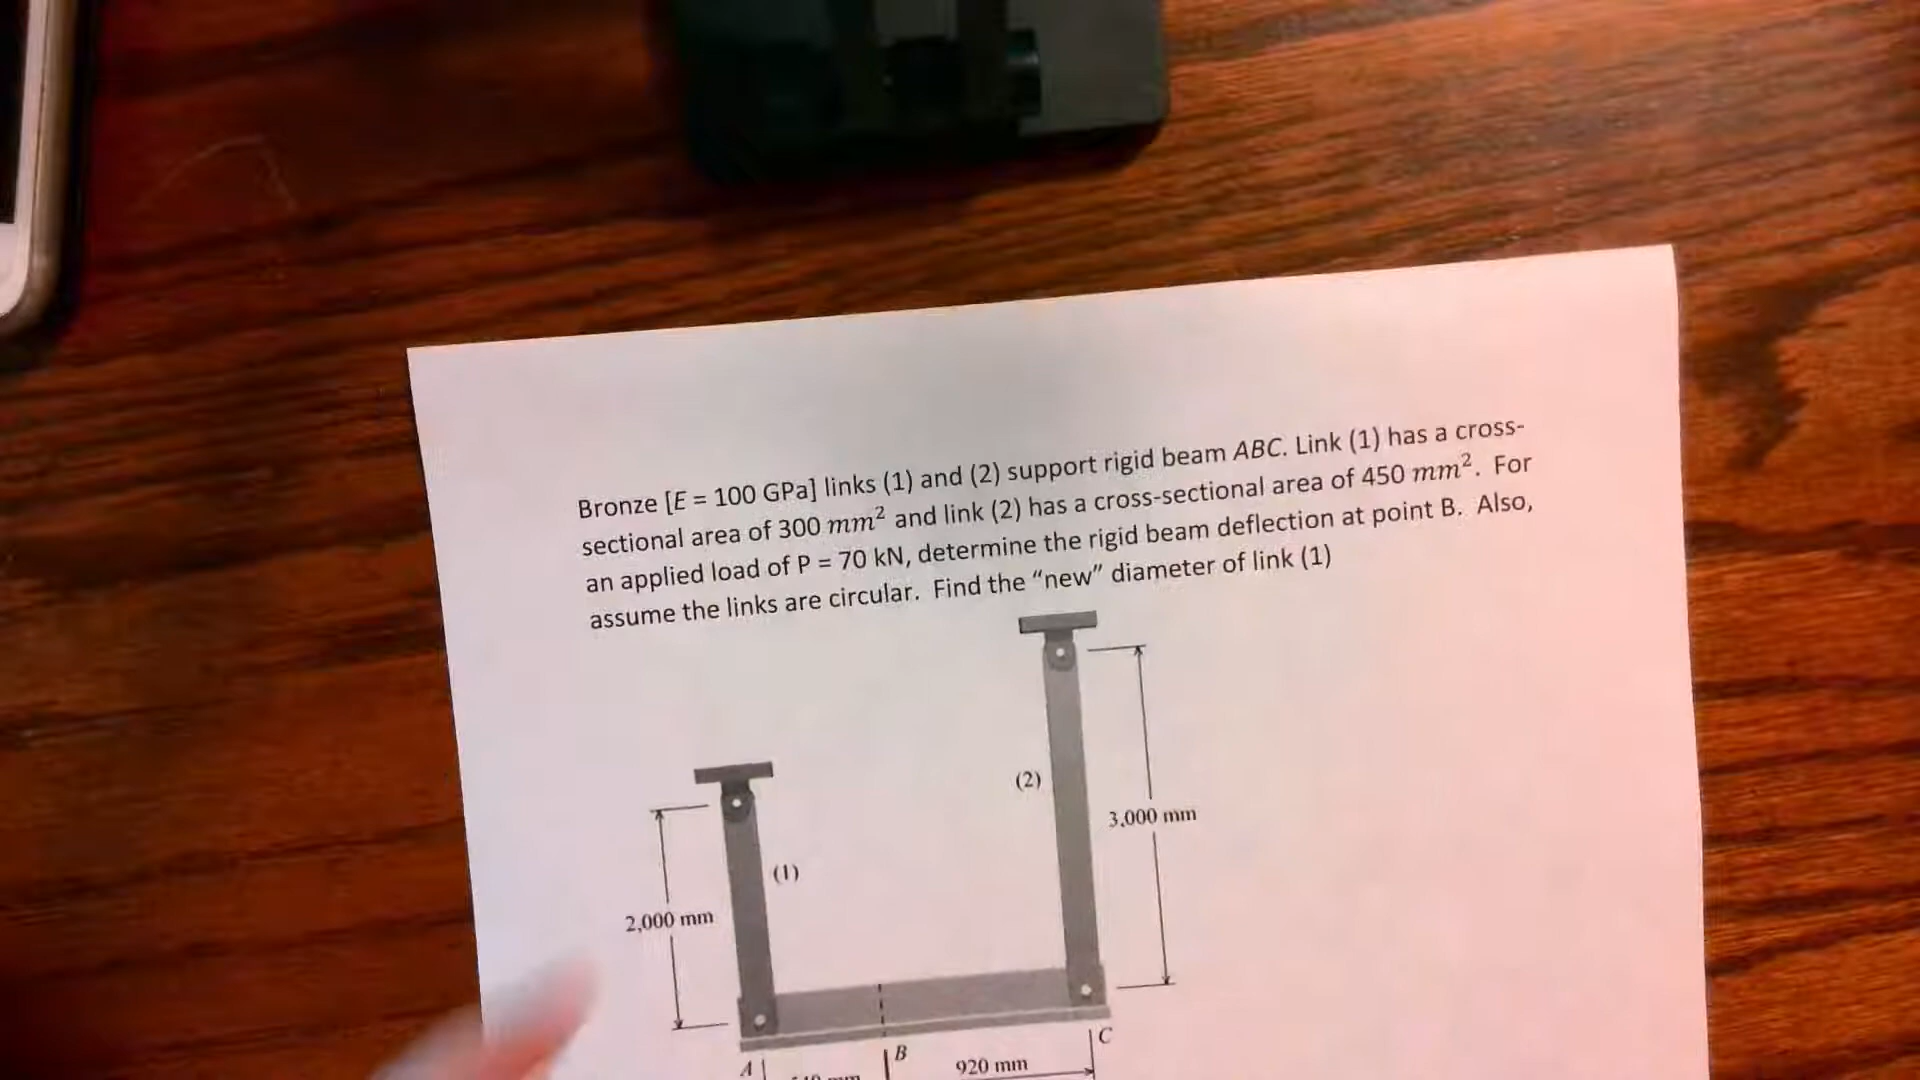 Bronze [E = 100 GPa] links (1) and (2) support rigid beam ABC. Link (1) has a cross-
sectional area of 300 mm² and link (2) has a cross-sectional area of 450 mm². For
an applied load of P = 70 kN, determine the rigid beam deflection at point B. Also,
assume the links are circular. Find the “new” diameter of link (1)
(2)
3,000 mm
(1)
2,000 mm
A
mm
B
920 mm
C